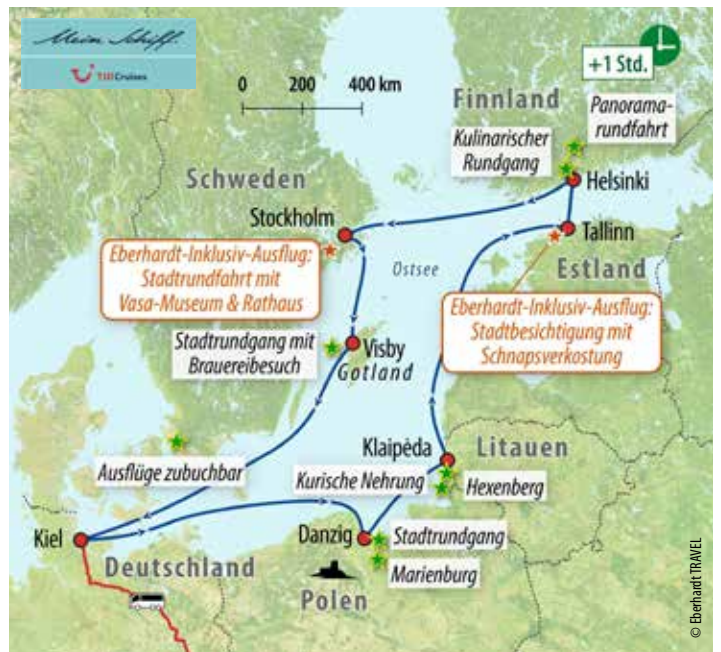 Mein Schiff.
TUI Cruises
+1 Std.
0 200 400 km
Finnland
Panorama-
rundfahrt
Kulinarischer
Rundgang
Helsinki
Schweden
Stockholm
Tallinn
Eberhardt-Inklusiv-Ausflug:
Stadtrundfahrt mit
Vasa-Museum & Rathaus
Ostsee
Estland
Eberhardt-Inklusiv-Ausflug:
Stadtbesichtigung mit
Schnapsverkostung
Stadtrundgang mit
Brauereibesuch
Visby
Gotland
Klaipėda
Litauen
Ausflüge zubuchbar
Kurische Nehrung
Hexenberg
Kiel
Danzig
Stadtrundgang
Deutschland
Marienburg
Polen
© Eberhardt TRAVEL